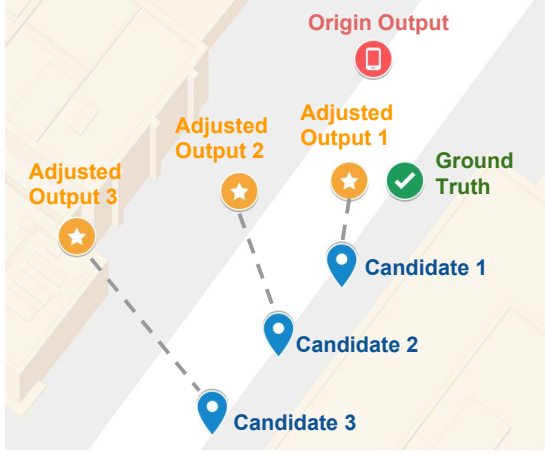 Origin Output
Adjusted
Output 1
Adjusted
Output 2
Adjusted
Output 3
Ground
Truth
Candidate 1
Candidate 2
Candidate 3